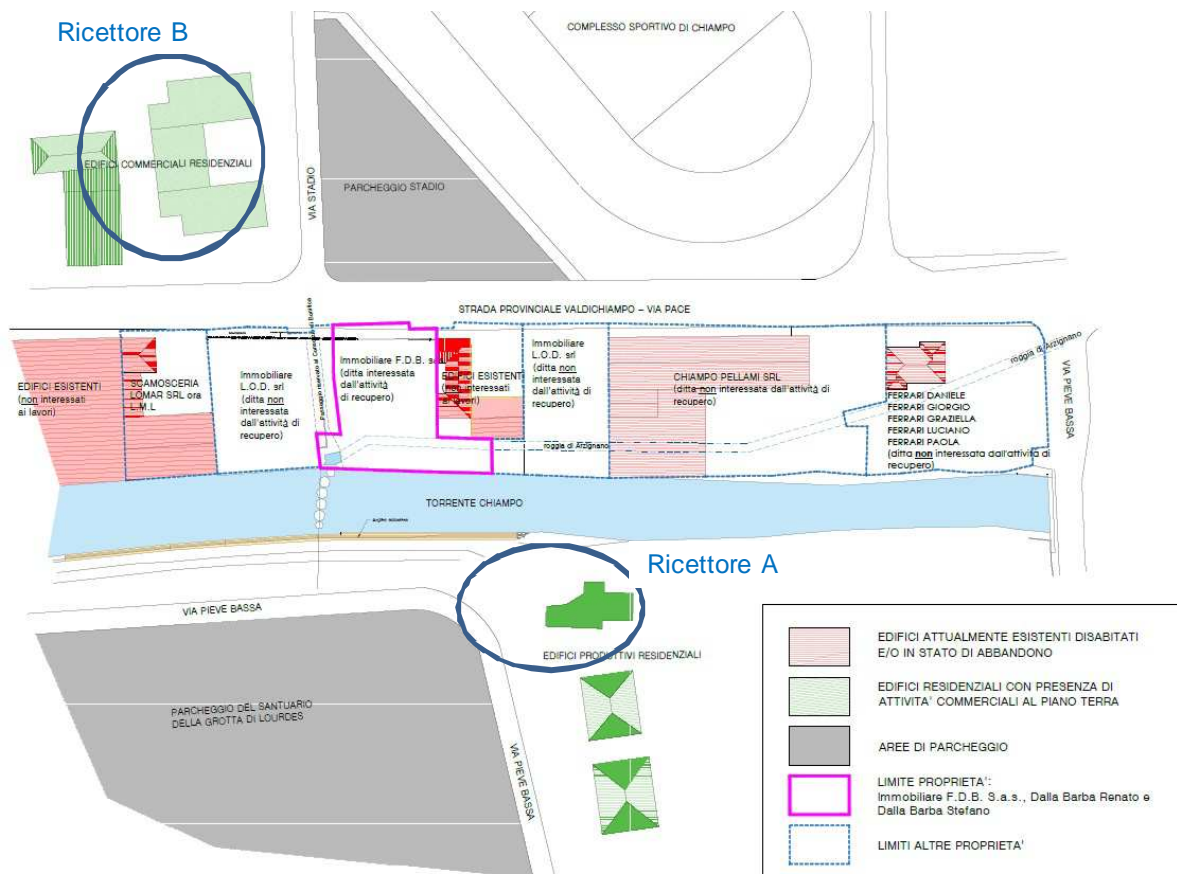 Ricettore B
COMPLESSO SPORTIVO DI CHIAMPO
EDIFICI COMMERCIALI RESIDENZIALI
VIA STADIO
PARCHEGGIO STADIO
STRADA PROVINCIALE VALDICHIAMPO - VIA PACE
EDIFICI ESISTENTI
(non interessati
ai lavori)
SCAMOSCERIA
LOMAR SRL ora
L.M.L
Immobiliare
L.O.D. srl
(ditta non
interessata
dall'attività di
recupero)
Passaggio riservato al Consorzio di Bonifica
Immobiliare F.D.B. s
(ditta interessata
dall'attività
di recupero)
EDIFICI ESISTENTI
(non interessati
ai lavori)
Immobiliare
L.O.D. srl
(ditta non
interessata
dall'attività di
recupero)
CHIAMPO PELLAMI SRL
(ditta non interessata dall'attività di
recupero)
roggia di Arzignano
roggia di Arzignano
FERRARI DANIELE
FERRARI GIORGIO
FERRARI GRAZIELLA
FERRARI LUCIANO
FERRARI PAOLA
(ditta non interessata dall'attività di
recupero)
VIA PIEVE BASSA
TORRENTE CHIAMPO
Ricettore A
VIA PIEVE BASSA
EDIFICI PRODUTTIVI RESIDENZIALI
PARCHEGGIO DEL SANTUARIO
DELLA GROTTA DI LOURDES
VIA PIEVE BASSA
EDIFICI ATTUALMENTE ESISTENTI DISABITATI
E/O IN STATO DI ABBANDONO
EDIFICI RESIDENZIALI CON PRESENZA DI
ATTIVITA' COMMERCIALI AL PIANO TERRA
AREE DI PARCHEGGIO
LIMITE PROPRIETA':
Immobiliare F.D.B. S.a.s., Dalla Barba Renato e
Dalla Barba Stefano
LIMITI ALTRE PROPRIETA'